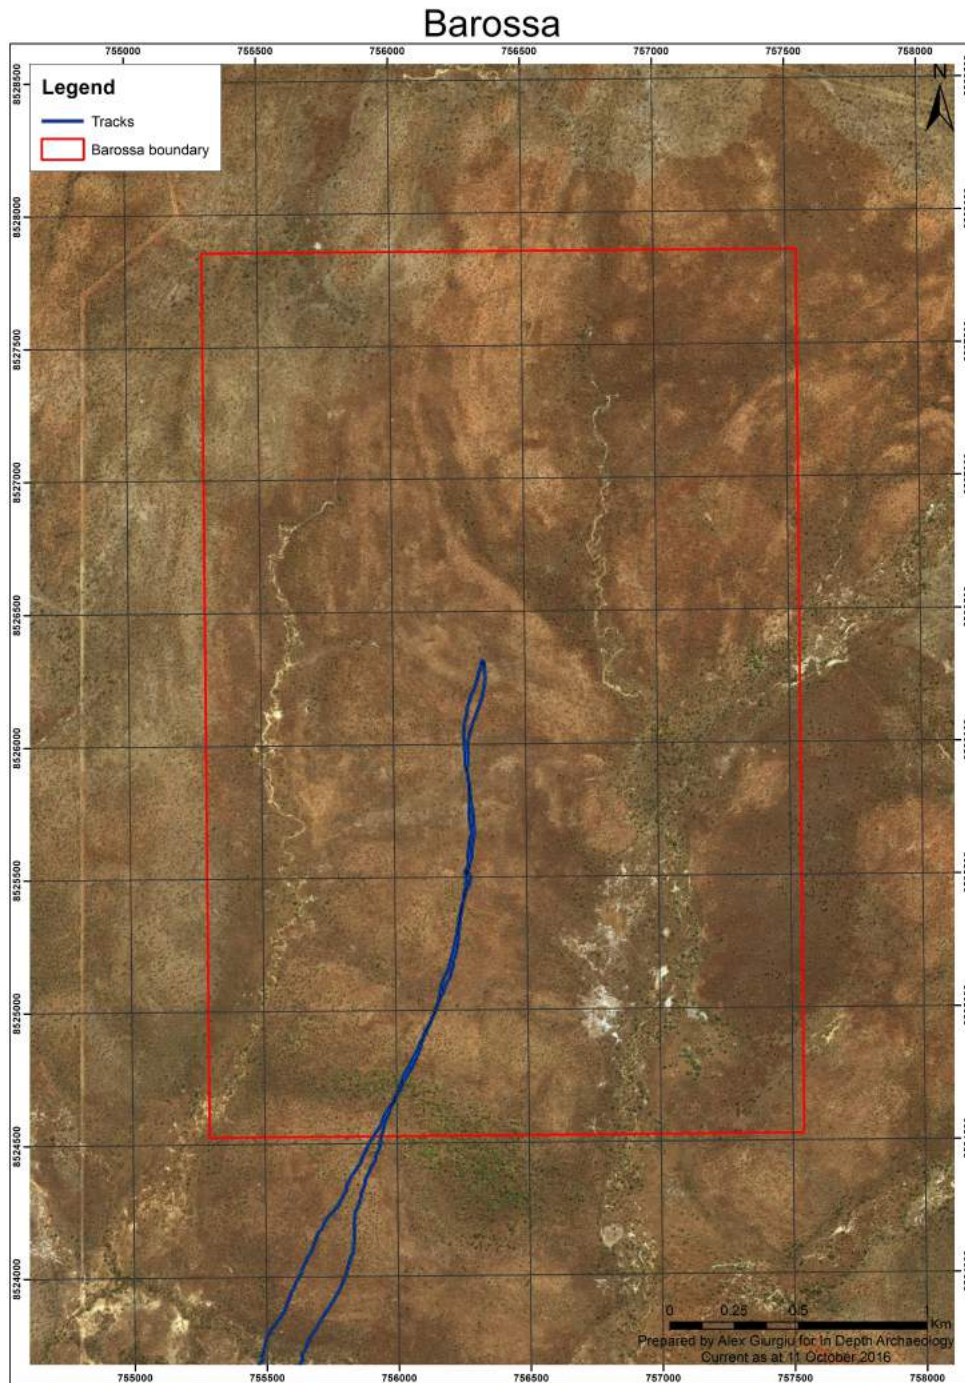 Barossa
755000 755500 756000 756500 757000 757500 758000
N
Legend
Tracks
Barossa boundary
8528500
8528000
8527500
8527000
8526500
8526000
8525500
8525000
8524500
8524000
0 0.25 0.5 1
Km
Prepared by Alex Giurgiu for In Depth Archaeology
Current as at 11 October 2016
755000 755500 756000 756500 757000 757500 758000